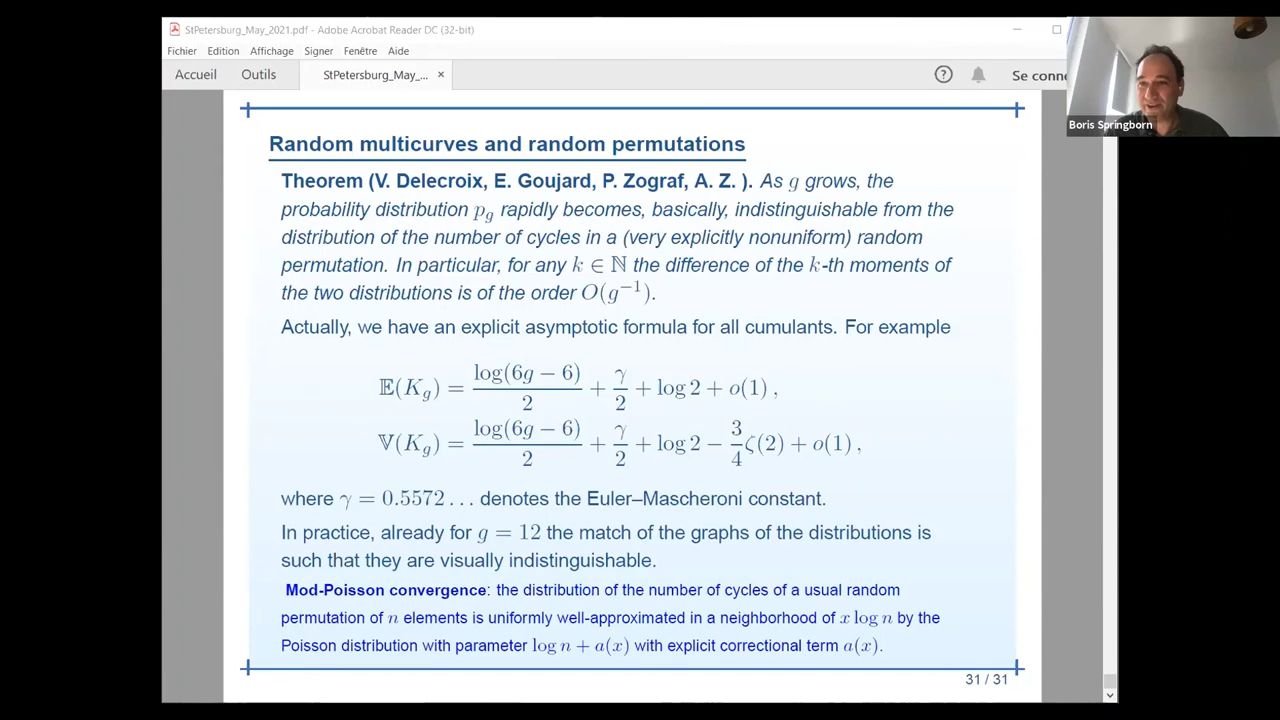 StPetersburg_May_2021.pdf - Adobe Acrobat Reader DC (32-bit)
Fichier Edition Affichage Signer Fenêtre Aide
Accueil Outils StPetersburg_May_... × Se conn
Boris Springborn
Random multicurves and random permutations
Theorem (V. Delecroix, E. Goujard, P. Zograf, A. Z. ). As g grows, the
probability distribution p_g rapidly becomes, basically, indistinguishable from the
distribution of the number of cycles in a (very explicitly nonuniform) random
permutation. In particular, for any k ∈ ℕ the difference of the k-th moments of
the two distributions is of the order O(g⁻¹).
Actually, we have an explicit asymptotic formula for all cumulants. For example
𝔼(K_g) = log(6g − 6)/2 + γ/2 + log 2 + o(1) ,
𝕍(K_g) = log(6g − 6)/2 + γ/2 + log 2 − 3/4 ζ(2) + o(1) ,
where γ = 0.5572 . . . denotes the Euler–Mascheroni constant.
In practice, already for g = 12 the match of the graphs of the distributions is
such that they are visually indistinguishable.
Mod-Poisson convergence: the distribution of the number of cycles of a usual random
permutation of n elements is uniformly well-approximated in a neighborhood of x log n by the
Poisson distribution with parameter log n + a(x) with explicit correctional term a(x).
31 / 31